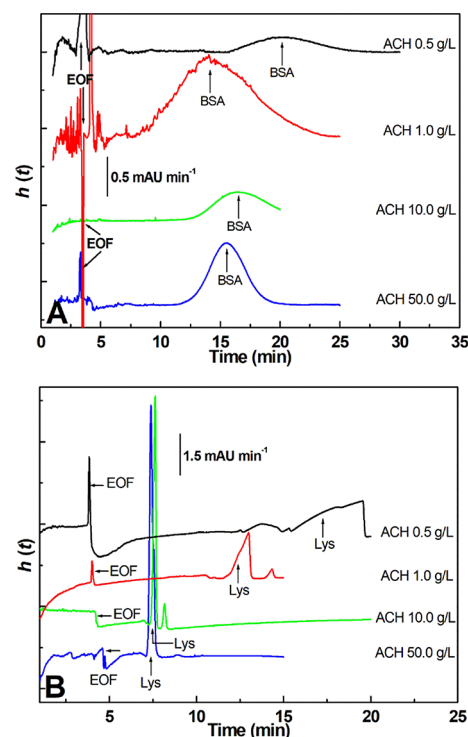 ACH 0.5 g/L
EOF
BSA
BSA
ACH 1.0 g/L
0.5 mAU min-1
ACH 10.0 g/L
BSA
EOF
BSA
ACH 50.0 g/L
h (t)
A
0 5 10 15 20 25 30 35
Time (min)
1.5 mAU min-1
EOF
ACH 0.5 g/L
Lys
EOF
ACH 1.0 g/L
Lys
EOF
ACH 10.0 g/L
Lys
ACH 50.0 g/L
EOF
Lys
h (t)
B
5 10 15 20 25
Time (min)